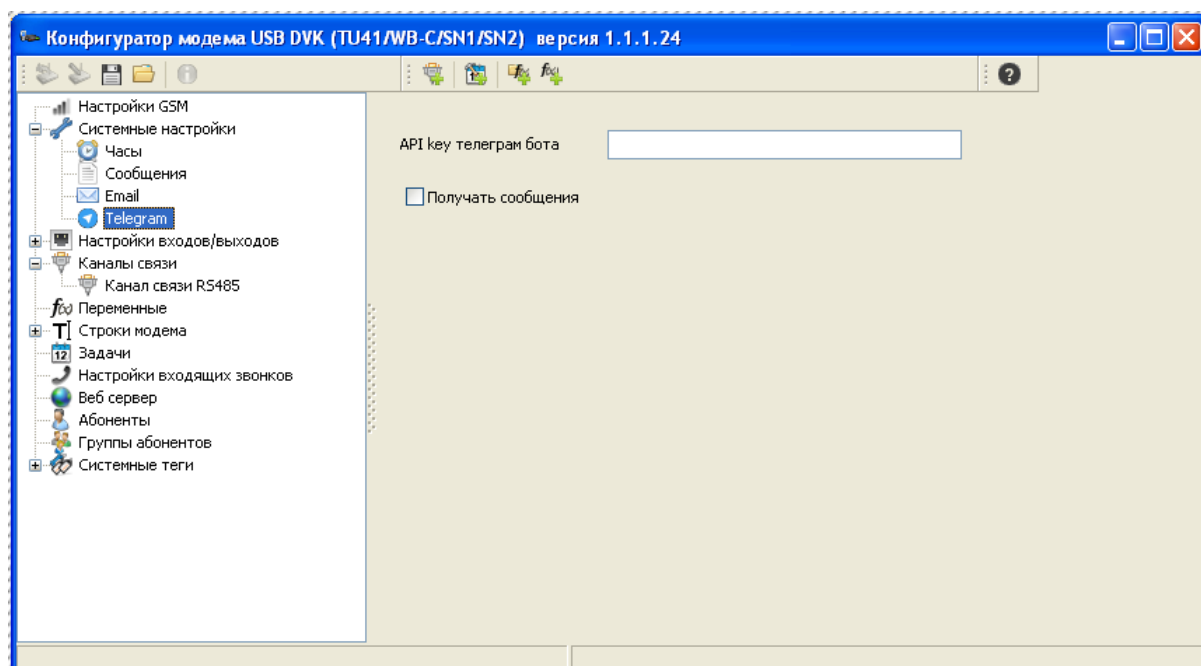 Конфигуратор модема USB DVK (TU41/WB-C/SN1/SN2) версия 1.1.1.24
Настройки GSM
Системные настройки
Часы
Сообщения
Email
Telegram
Настройки входов/выходов
Каналы связи
Канал связи RS485
f(x) Переменные
Строки модема
12 Задачи
Настройки входящих звонков
Веб сервер
Абоненты
Группы абонентов
Системные теги
API key телеграм бота
Получать сообщения